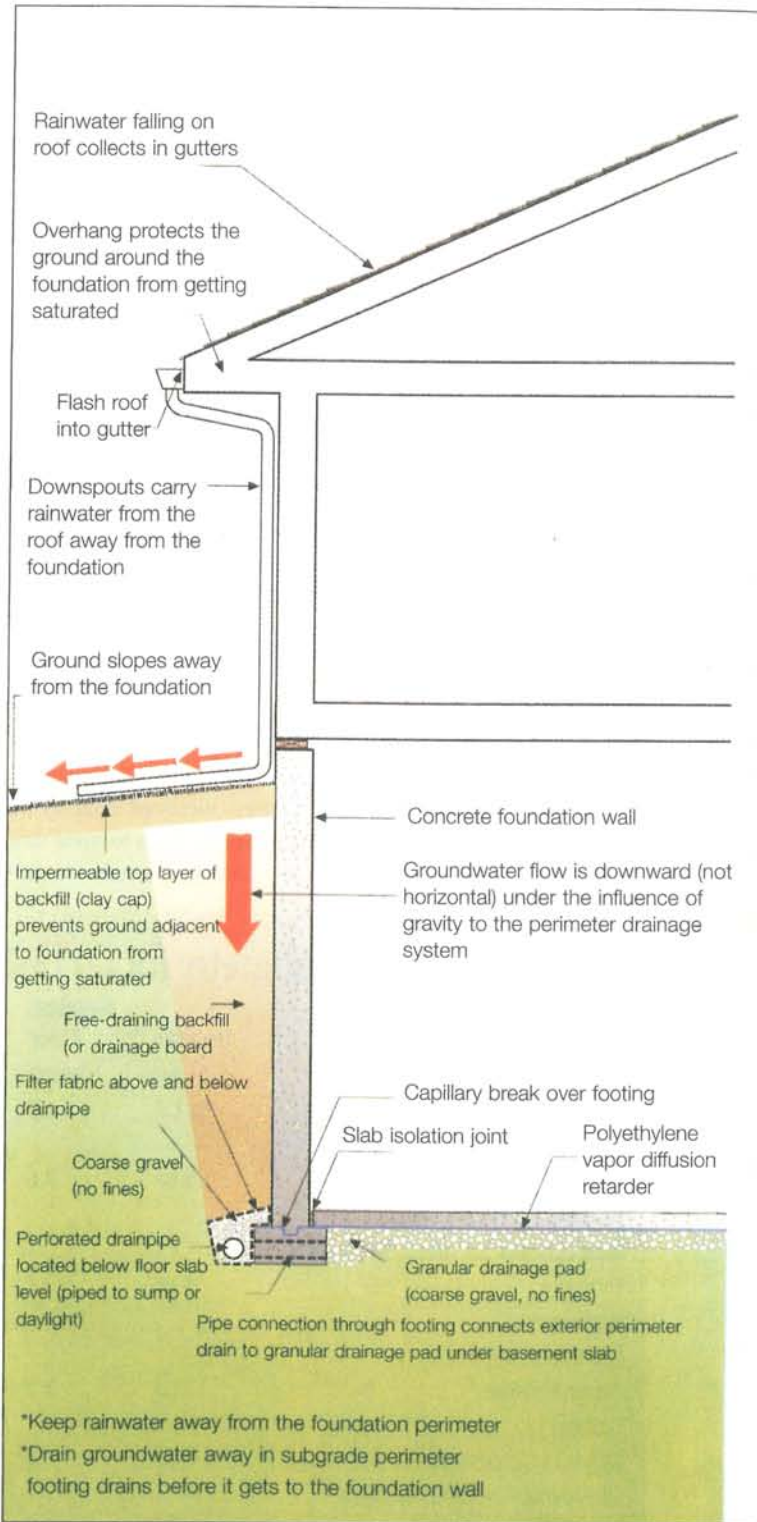 Rainwater falling on
roof collects in gutters
Overhang protects the
ground around the
foundation from getting
saturated
Flash roof
into gutter
Downspouts carry
rainwater from the
roof away from the
foundation
Ground slopes away
from the foundation
Concrete foundation wall
Impermeable top layer of
backfill (clay cap)
prevents ground adjacent
to foundation from
getting saturated
Groundwater flow is downward (not
horizontal) under the influence of
gravity to the perimeter drainage
system
Free-draining backfill
(or drainage board
Filter fabric above and below
drainpipe
Capillary break over footing
Slab isolation joint
Polyethylene
vapor diffusion
retarder
Coarse gravel
(no fines)
Perforated drainpipe
located below floor slab
level (piped to sump or
daylight)
Granular drainage pad
(coarse gravel, no fines)
Pipe connection through footing connects exterior perimeter
drain to granular drainage pad under basement slab
*Keep rainwater away from the foundation perimeter
*Drain groundwater away in subgrade perimeter
footing drains before it gets to the foundation wall